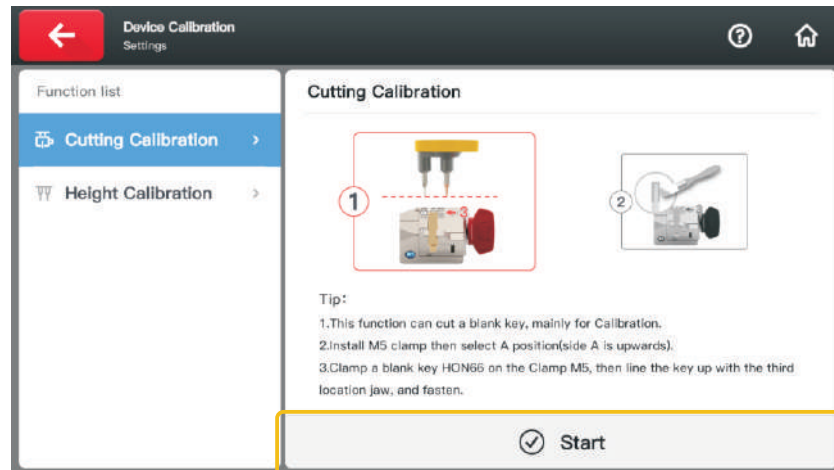 Device Calibration
Settings
Function list
Cutting Calibration
Height Calibration
Cutting Calibration
1
3
2
Tip:
1.This function can cut a blank key, mainly for Calibration.
2.Install M5 clamp then select A position(side A is upwards).
3.Clamp a blank key HON66 on the Clamp M5, then line the key up with the third
location jaw, and fasten.
Start